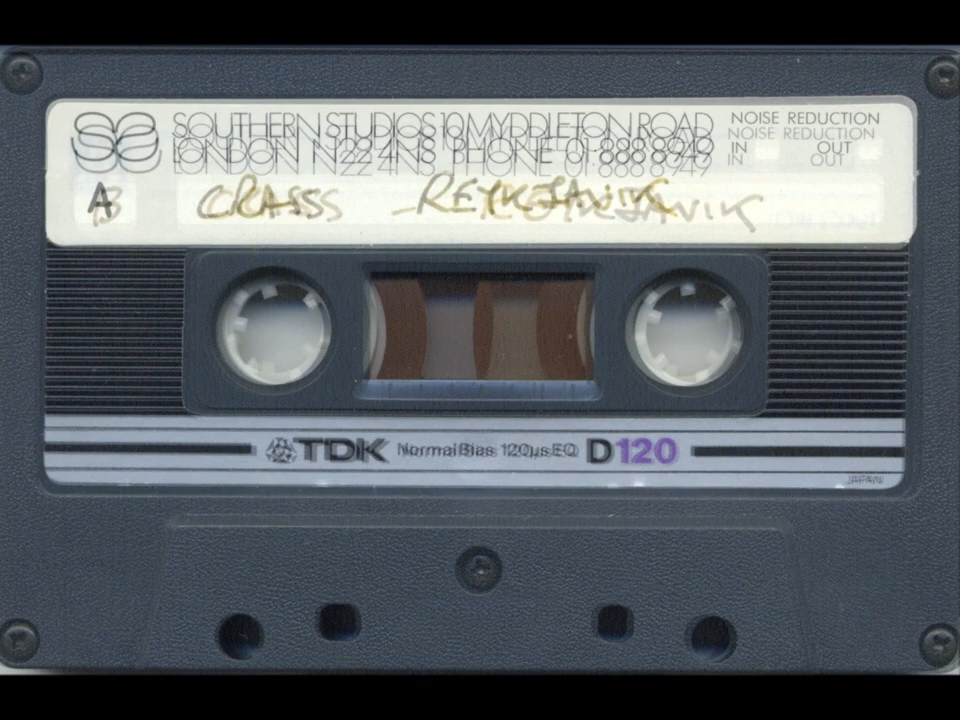 SOUTHERN STUDIOS 10 MYDDLETON ROAD
LONDON N22 4NS PHONE 01-888 8949
NOISE REDUCTION
IN OUT
A CRASS - REYKJAVIK
B
TDK Normal Bias 120μs EQ D120
JAPAN